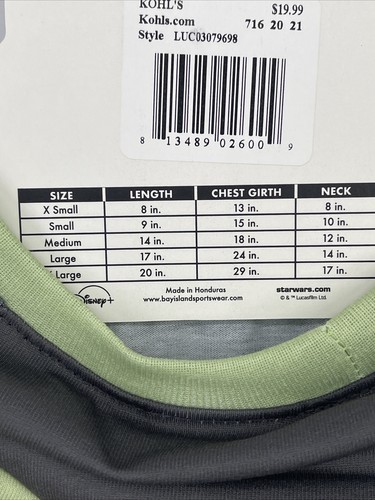 KOHL'S $19.99
Kohls.com 716 20 21
Style LUC03079698
8 13489 02600 9
SIZE LENGTH CHEST GIRTH NECK
X Small 8 in. 13 in. 8 in.
Small 9 in. 15 in. 10 in.
Medium 14 in. 18 in. 12 in.
Large 17 in. 24 in. 14 in.
Large 20 in. 29 in. 17 in.
Disney+ Made in Honduras starwars.com
www.bayislandsportswear.com © & ™ Lucasfilm Ltd.